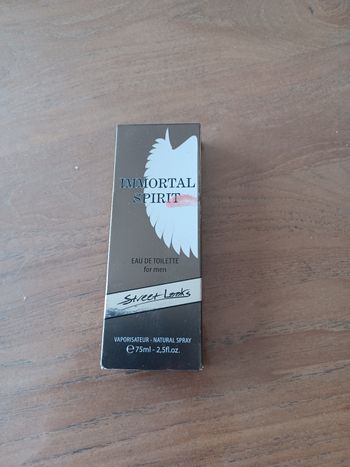 IMMORTAL
SPIRIT
EAU DE TOILETTE
for men
Street Looks
VAPORISATEUR - NATURAL SPRAY
℮ 75ml - 2,5fl.oz.